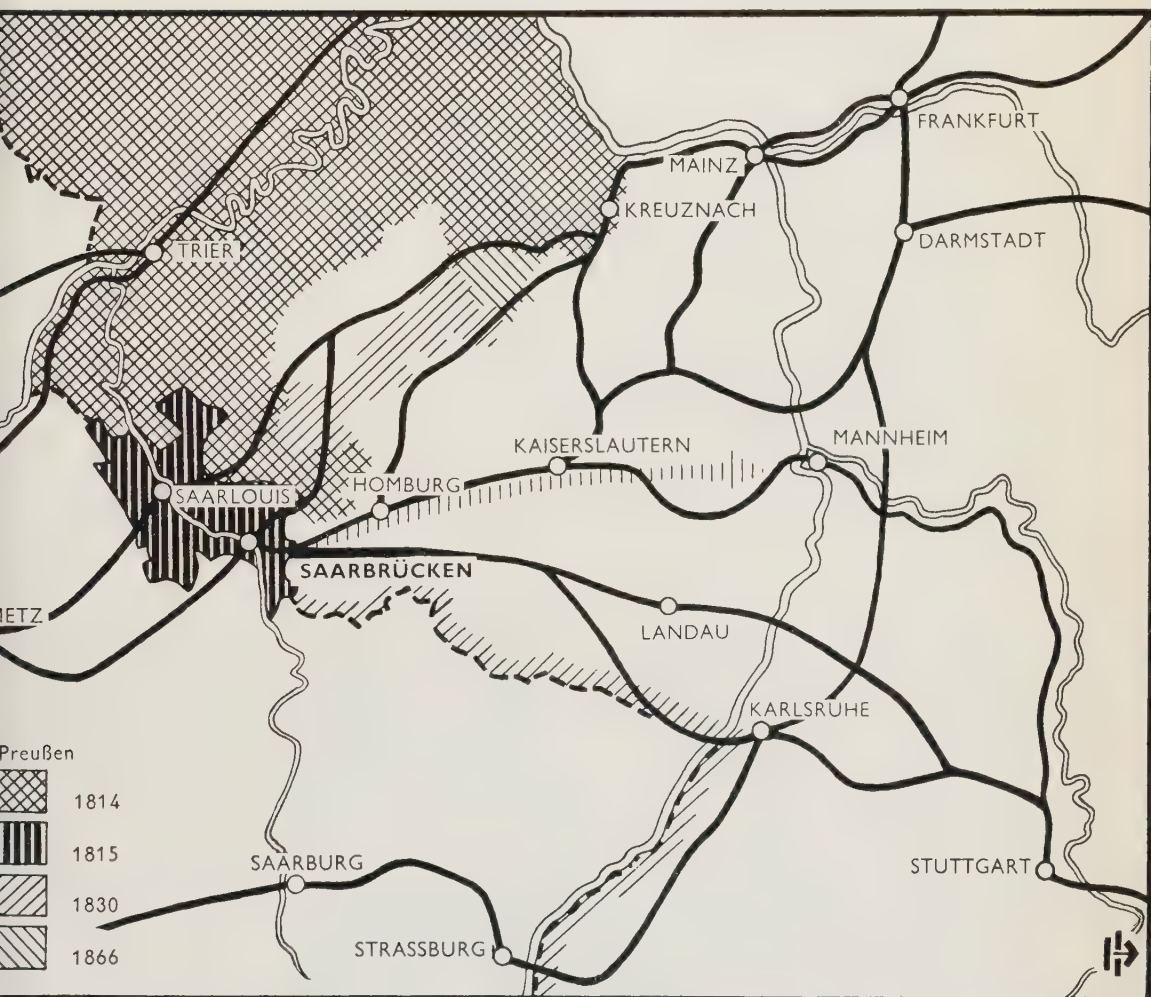 FRANKFURT
MAINZ
KREUZNACH
TRIER
DARMSTADT
KAISERSLAUTERN
MANNHEIM
HOMBURG
SAARLOUIS
SAARBRÜCKEN
METZ
LANDAU
KARLSRUHE
Preußen
1814
1815
SAARBURG
STUTTGART
1830
STRASSBURG
1866